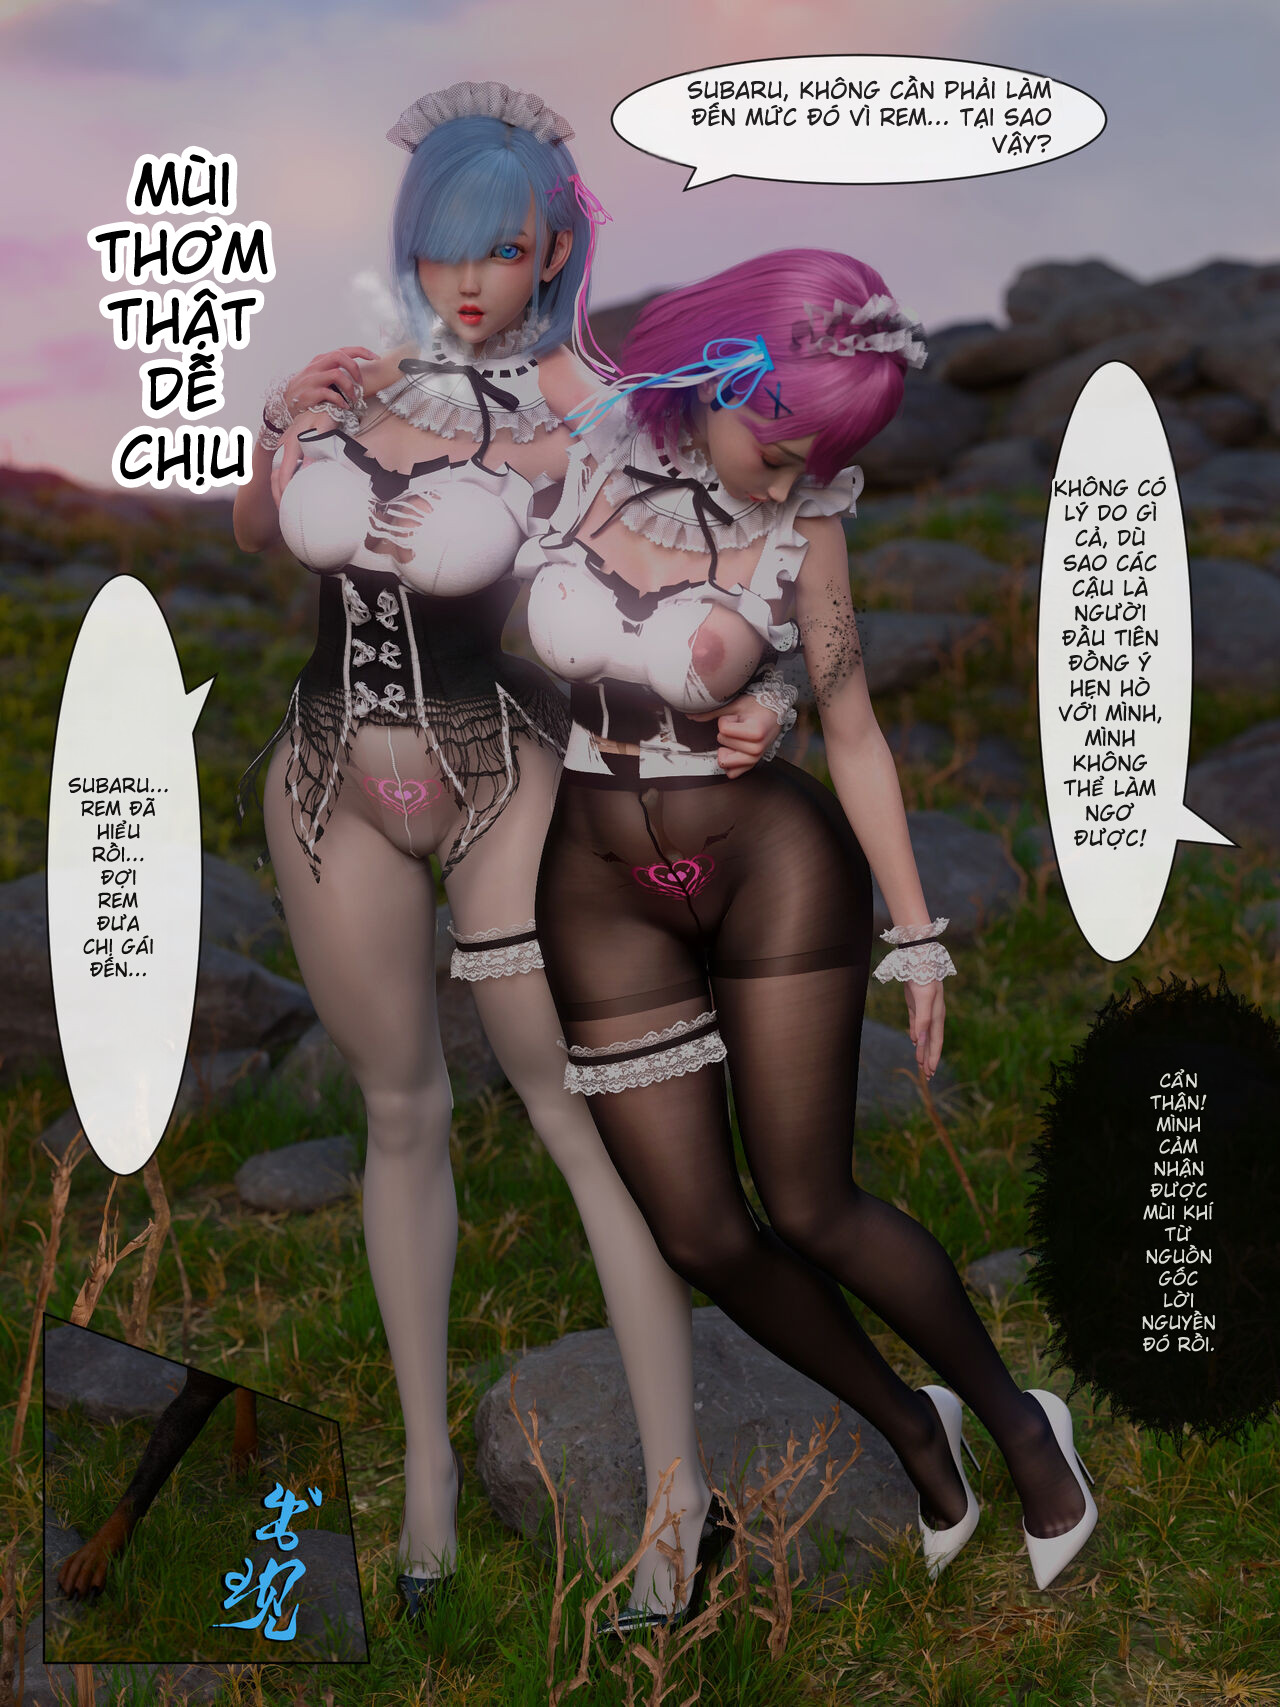 SUBARU, KHÔNG CẦN PHẢI LÀM
ĐẾN MỨC ĐÓ VÌ REM... TẠI SAO
VẬY?
MÙI
THƠM
THẬT
DỄ
CHỊU
KHÔNG CÓ
LÝ DO GÌ
CẢ, DÙ
SAO CÁC
CẬU LÀ
NGƯỜI
ĐẦU TIÊN
ĐỒNG Ý
HẸN HÒ
VỚI MÌNH,
MÌNH
KHÔNG
THỂ LÀM
NGƠ
ĐƯỢC!
SUBARU...
REM ĐÃ
HIỂU
RỒI...
ĐỢI
REM
ĐƯA
CHỊ GÁI
ĐẾN...
CẨN
THẬN!
MÌNH
CẢM
NHẬN
ĐƯỢC
MÙI KHÍ
TỪ
NGUỒN
GỐC
LỜI
NGUYỀN
ĐÓ RỒI.
出
现